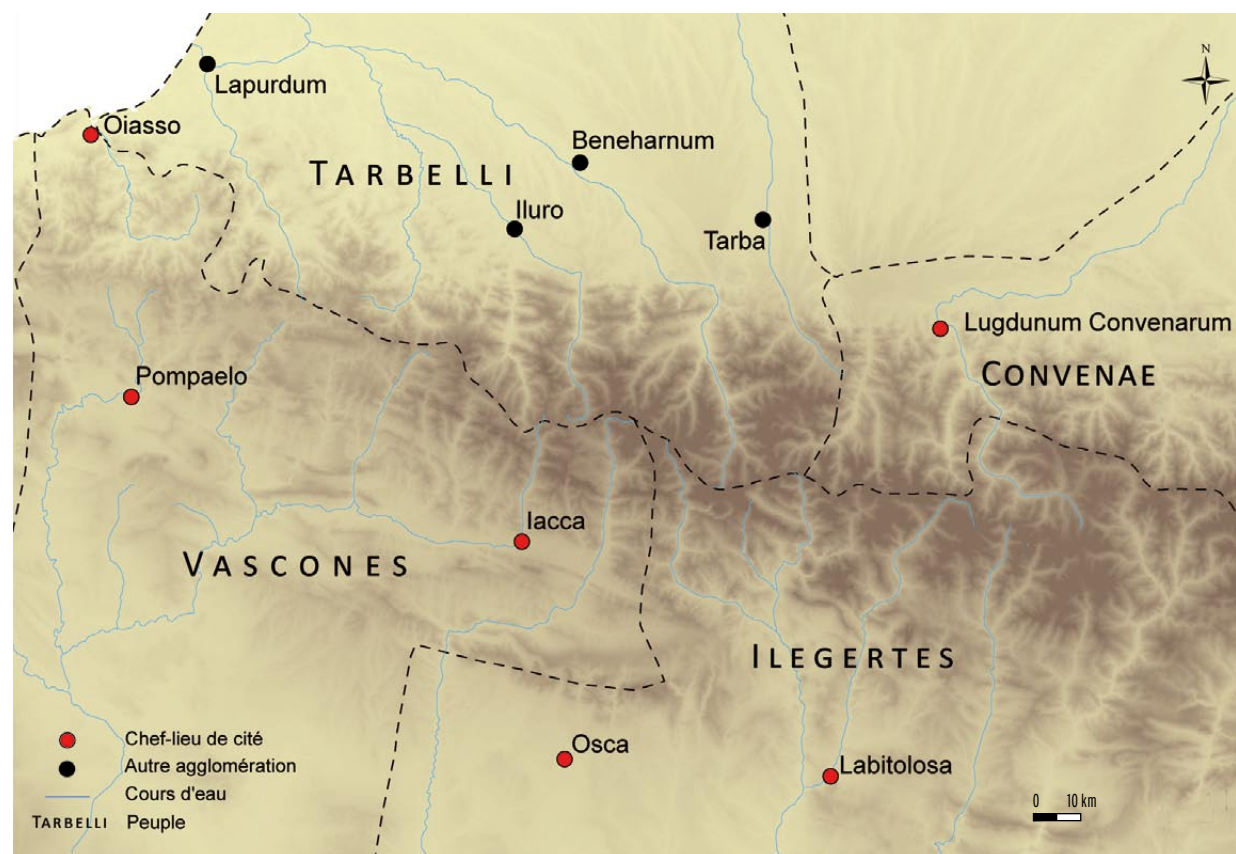 N
Lapurdum
Oiasso
Beneharnum
TARBELLI
Iluro
Tarba
Lugdunum Convenarum
CONVENAE
Pompaelo
Iacca
VASCONES
ILEGERTES
Osca
Labitolosa
Chef-lieu de cité
Autre agglomération
Cours d'eau
TARBELLI Peuple
0 10 km